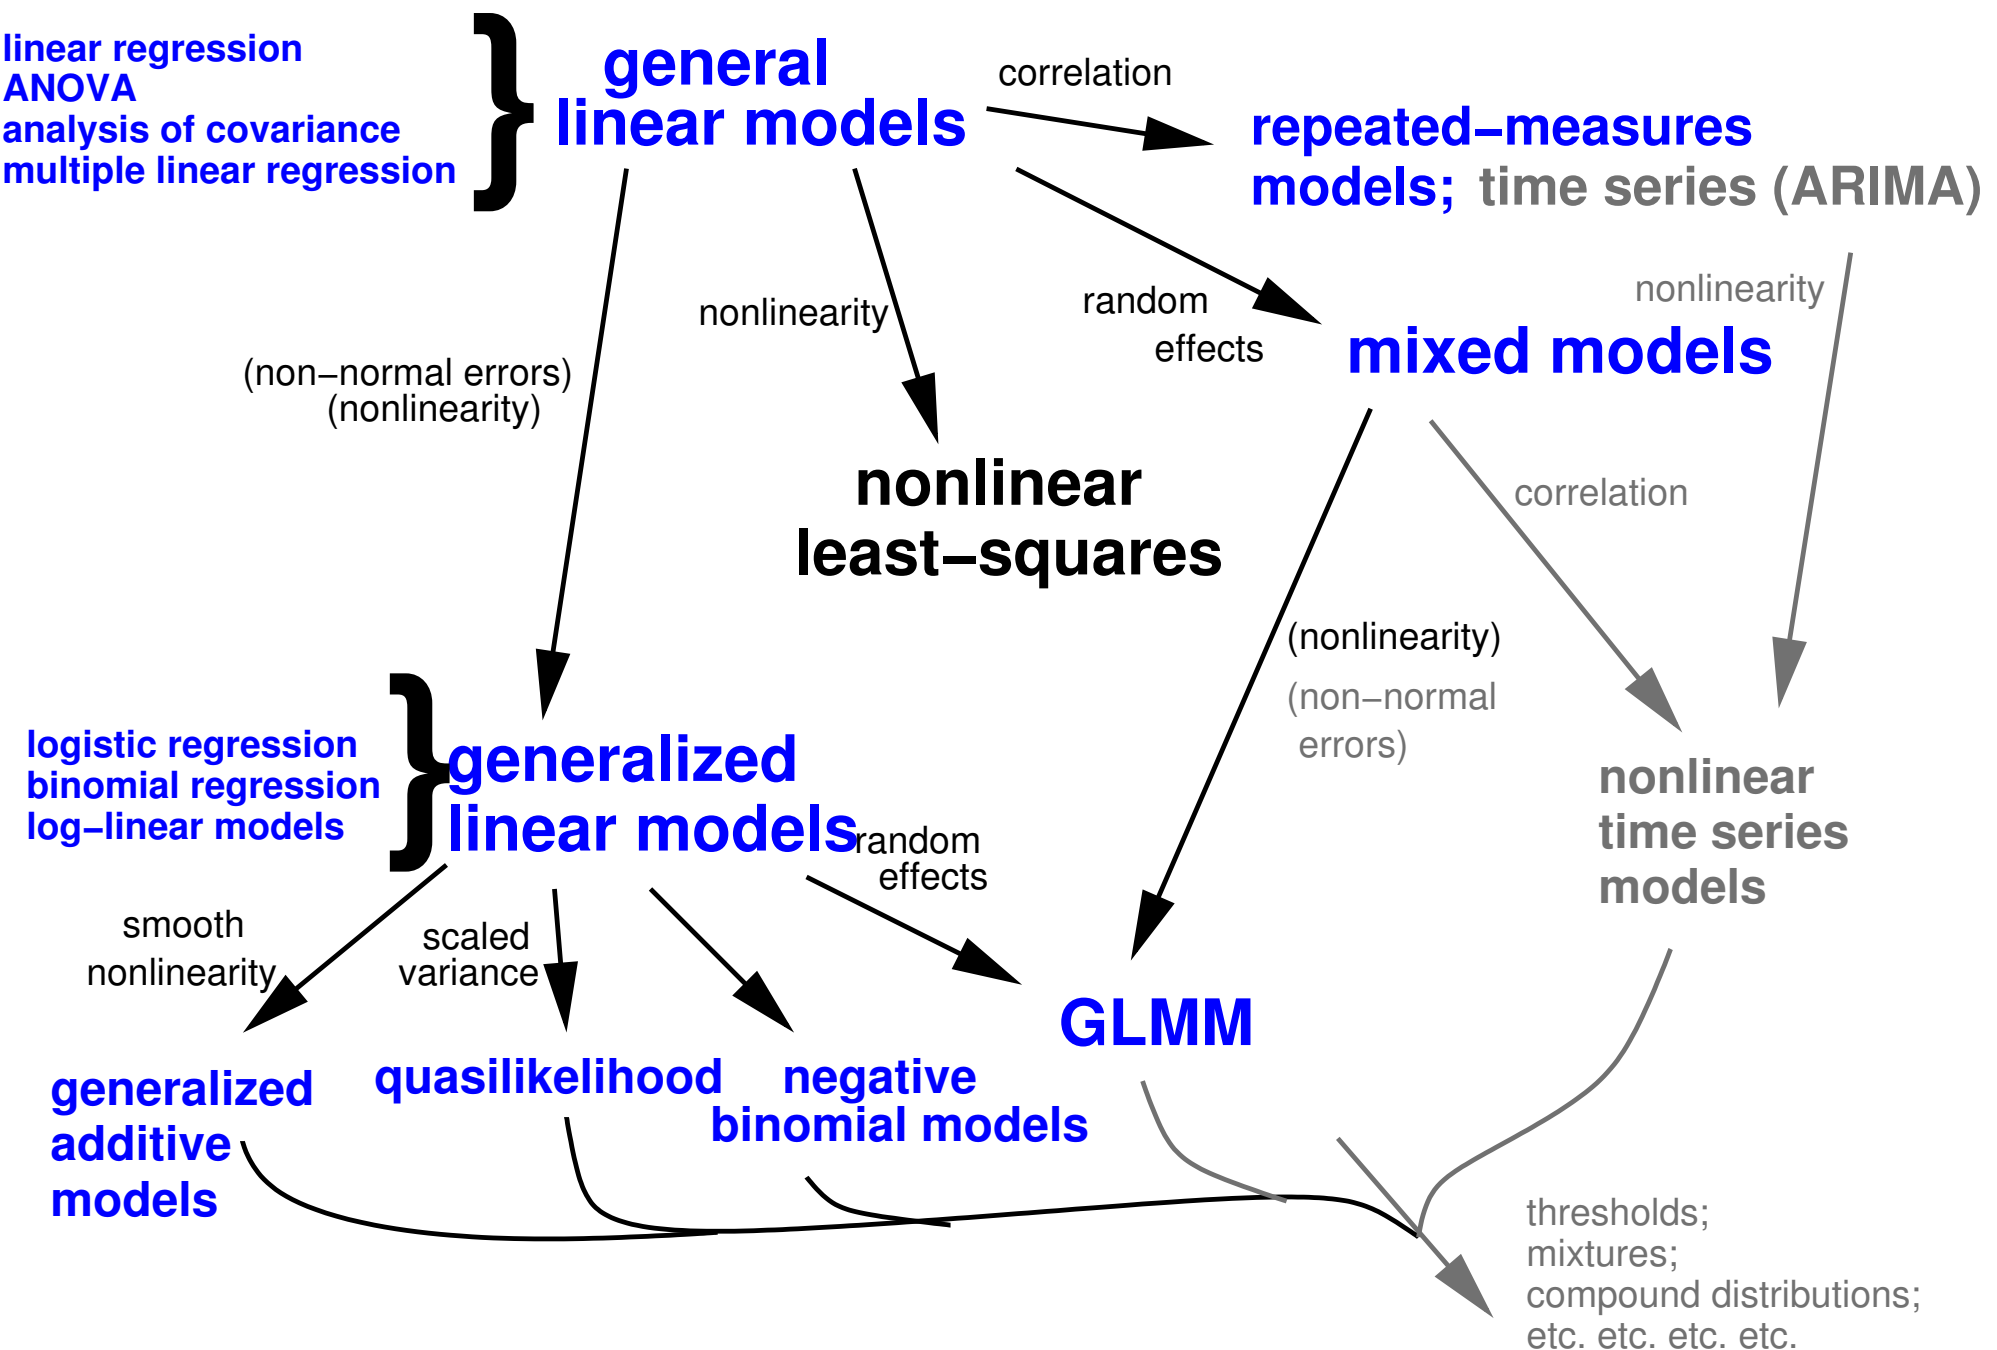 linear regression
ANOVA
analysis of covariance
multiple linear regression
general
linear models
correlation
repeated−measures
models; time series (ARIMA)
nonlinearity
random
effects
nonlinearity
mixed models
(non−normal errors)
(nonlinearity)
nonlinear
least−squares
correlation
(nonlinearity)
(non−normal
errors)
logistic regression
binomial regression
log−linear models
generalized
linear models
random
effects
nonlinear
time series
models
smooth
nonlinearity
scaled
variance
GLMM
generalized
additive
models
quasilikelihood
negative
binomial models
thresholds;
mixtures;
compound distributions;
etc. etc. etc. etc.